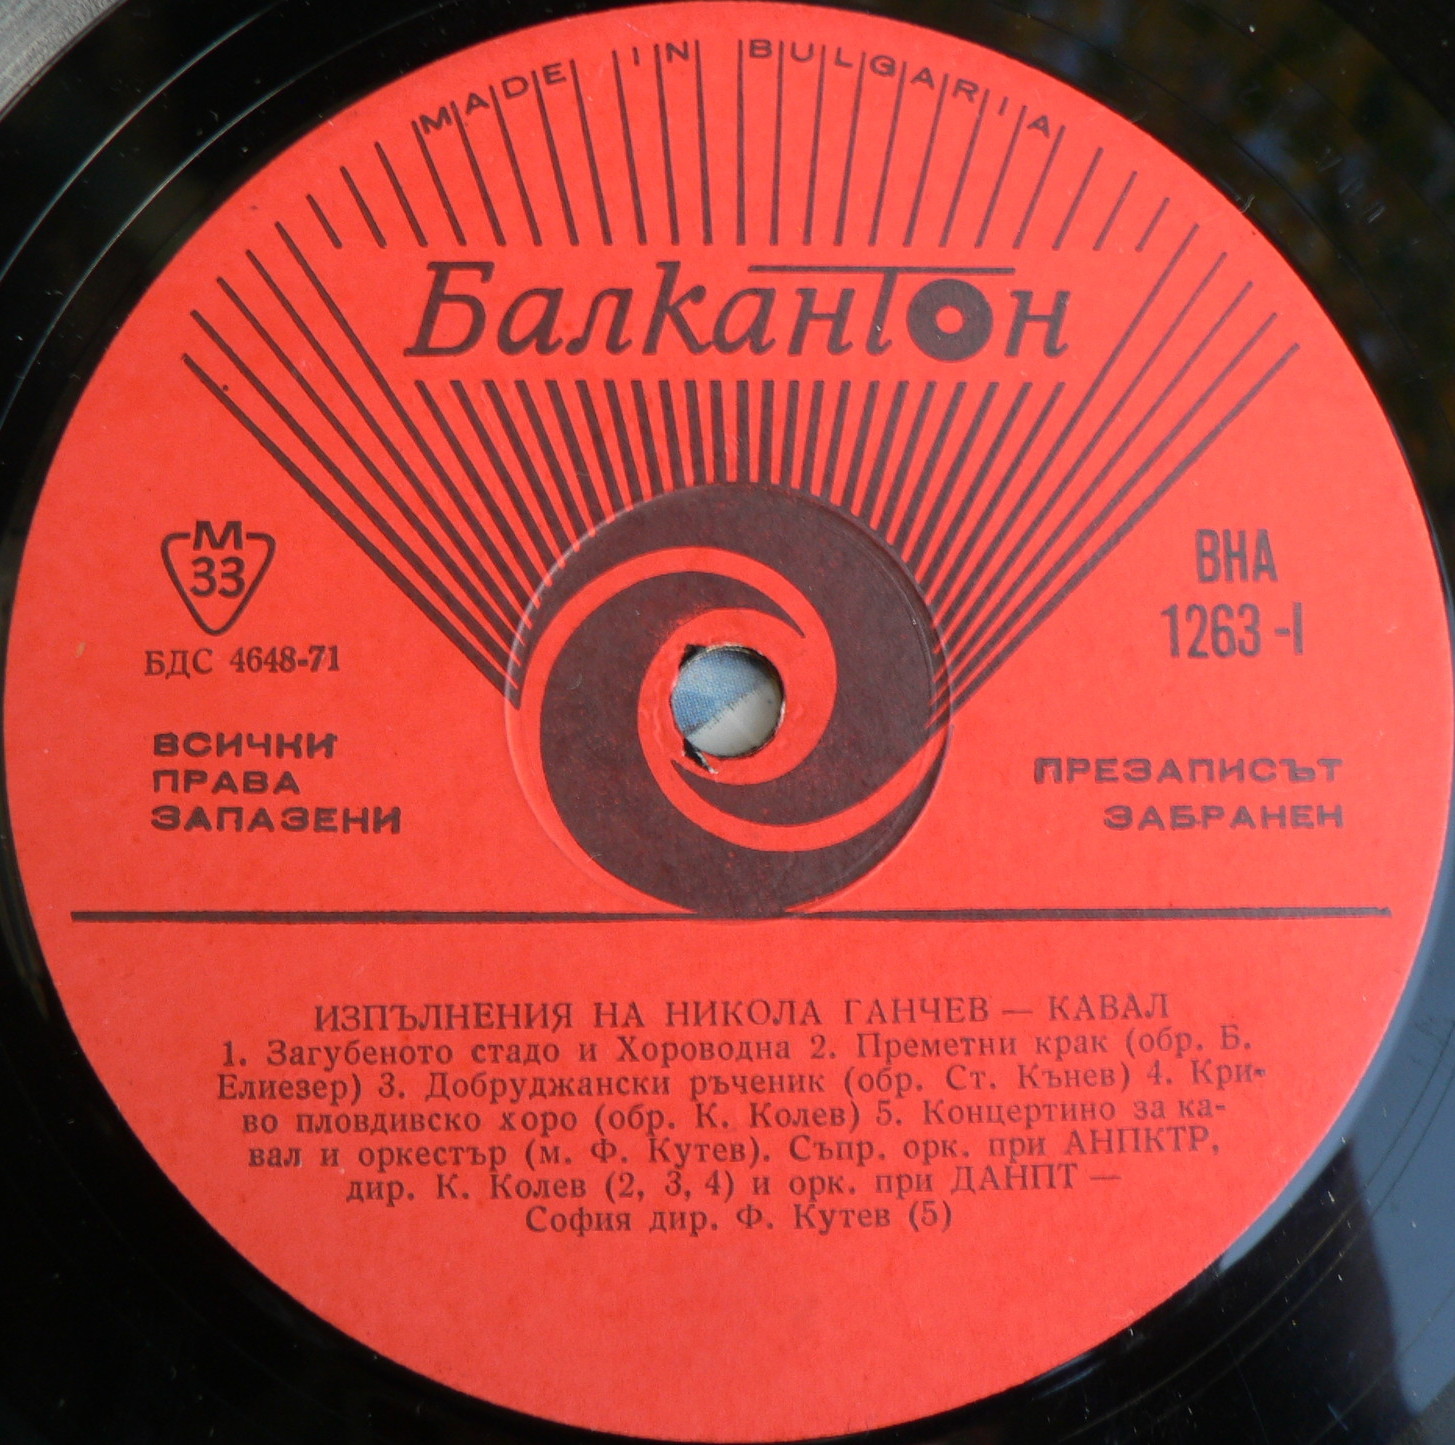 MADE IN BULGARIA
Балкантон
М
33
БДС 4648-71
ВСИЧКИ
ПРАВА
ЗАПАЗЕНИ
ВНА
1263-I
ПРЕЗАПИСЪТ
ЗАБРАНЕН
ИЗПЪЛНЕНИЯ НА НИКОЛА ГАНЧЕВ — КАВАЛ
1. Загубеното стадо и Хороводна 2. Преметни крак (обр. Б.
Елиезер) 3. Добруджански ръченик (обр. Ст. Кънев) 4. Кри-
во пловдивско хоро (обр. К. Колев) 5. Концертино за ка-
вал и оркестър (м. Ф. Кутев). Съпр. орк. при АНПКТР,
дир. К. Колев (2, 3, 4) и орк. при ДАНПТ —
София дир. Ф. Кутев (5)